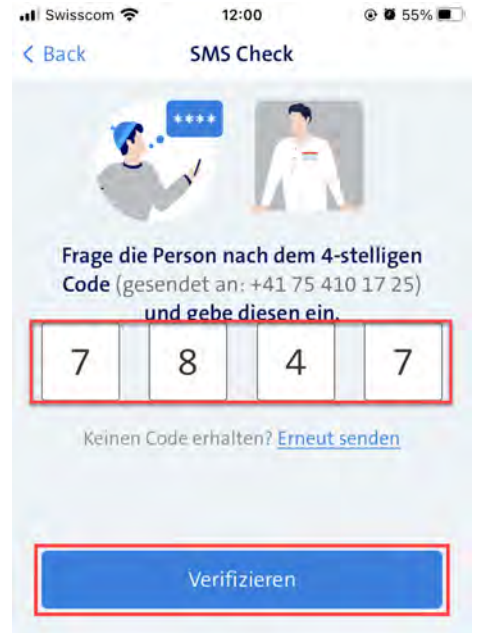 Swisscom 12:00 55%
Back SMS Check
****
Frage die Person nach dem 4-stelligen
Code (gesendet an: +41 75 410 17 25)
und gebe diesen ein.
7 8 4 7
Keinen Code erhalten? Erneut senden
Verifizieren